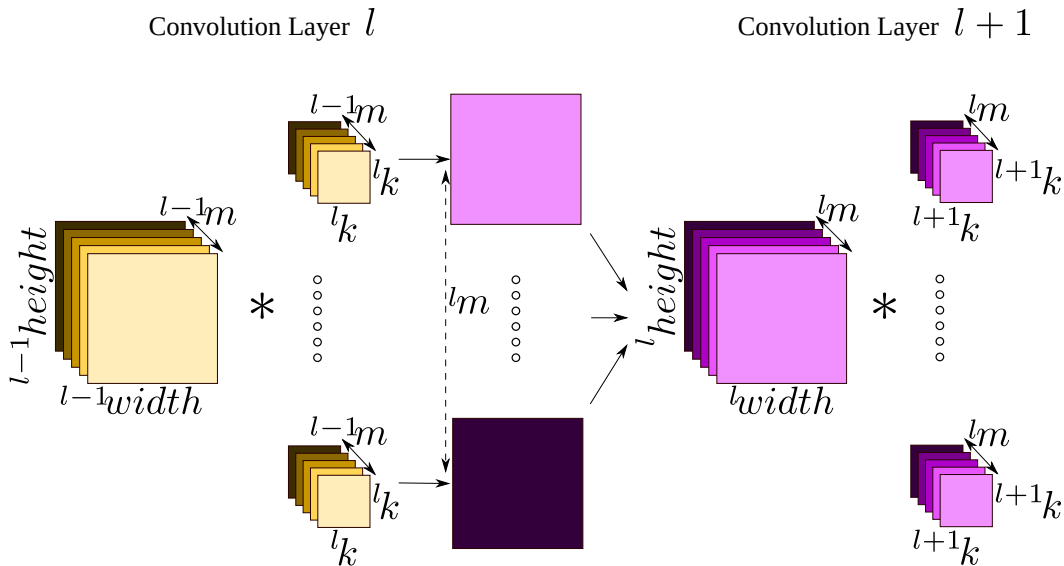 Convolution Layer l
Convolution Layer l + 1
l−1m
lk
lk
l−1m
l−1height
l−1width
*
lm
l−1m
lk
lk
lm
lheight
lwidth
*
lm
l+1k
l+1k
lm
l+1k
l+1k